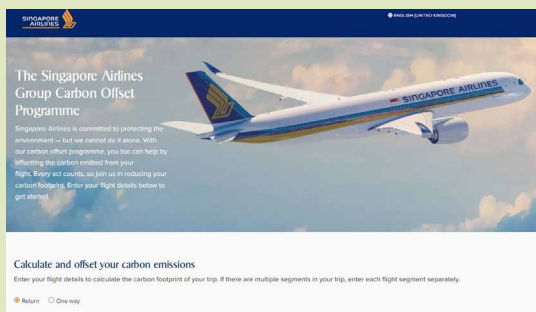 SINGAPORE
AIRLINES
ENGLISH (UNITED KINGDOM)
The Singapore Airlines
Group Carbon Offset
Programme
Singapore Airlines is committed to protecting the
environment — but we cannot do it alone. With
our carbon offset programme, you too can help by
offsetting the carbon emitted from your
flight. Every act counts, so join us in reducing your
carbon footprint. Enter your flight details below to
get started.
SINGAPORE AIRLINES
Calculate and offset your carbon emissions
Enter your flight details to calculate the carbon footprint of your trip. If there are multiple segments in your trip, enter each flight segment separately.
Return One way